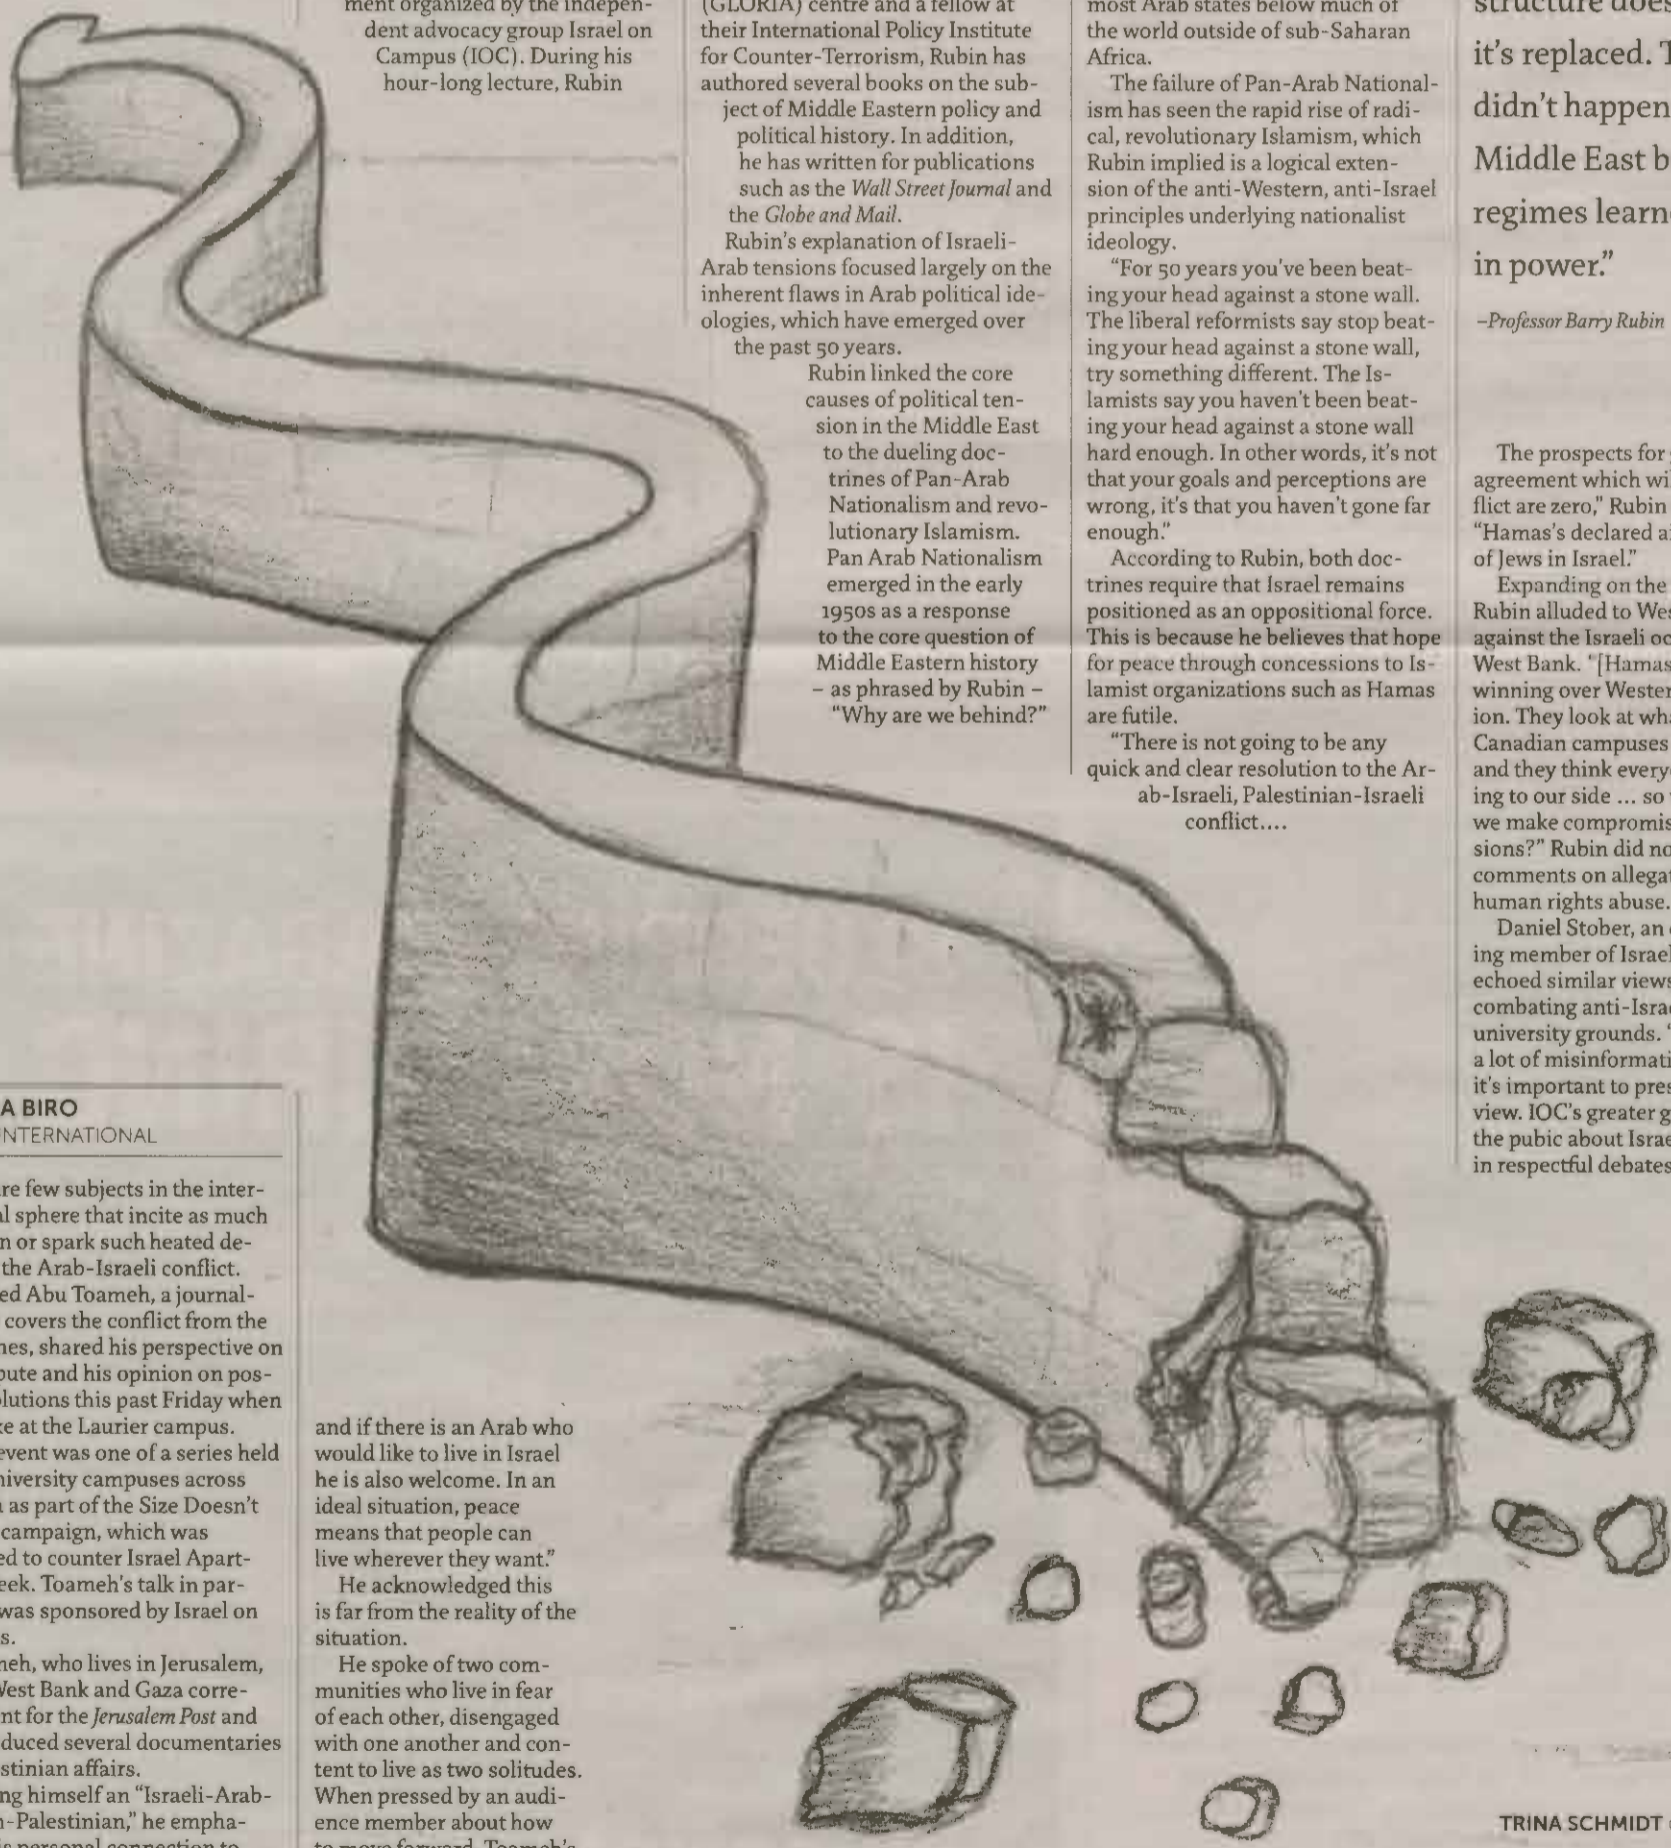 ment organized by the indepen-
dent advocacy group Israel on
Campus (IOC). During his
hour-long lecture, Rubin
(GLORIA) centre and a fellow at
their International Policy Institute
for Counter-Terrorism, Rubin has
authored several books on the sub-
ject of Middle Eastern policy and
political history. In addition,
he has written for publications
such as the Wall Street Journal and
the Globe and Mail.
Rubin's explanation of Israeli-
Arab tensions focused largely on the
inherent flaws in Arab political ide-
ologies, which have emerged over
the past 50 years.
Rubin linked the core
causes of political ten-
sion in the Middle East
to the dueling doc-
trines of Pan-Arab
Nationalism and revo-
lutionary Islamism.
Pan Arab Nationalism
emerged in the early
1950s as a response
to the core question of
Middle Eastern history
– as phrased by Rubin –
"Why are we behind?"
most Arab states below much of
the world outside of sub-Saharan
Africa.
The failure of Pan-Arab National-
ism has seen the rapid rise of radi-
cal, revolutionary Islamism, which
Rubin implied is a logical exten-
sion of the anti-Western, anti-Israel
principles underlying nationalist
ideology.
"For 50 years you've been beat-
ing your head against a stone wall.
The liberal reformists say stop beat-
ing your head against a stone wall,
try something different. The Is-
lamists say you haven't been beat-
ing your head against a stone wall
hard enough. In other words, it's not
that your goals and perceptions are
wrong, it's that you haven't gone far
enough."
According to Rubin, both doc-
trines require that Israel remains
positioned as an oppositional force.
This is because he believes that hope
for peace through concessions to Is-
lamist organizations such as Hamas
are futile.
"There is not going to be any
quick and clear resolution to the Ar-
ab-Israeli, Palestinian-Israeli
conflict....
structure does
it's replaced. T
didn't happen
Middle East b
regimes learn
in power."
–Professor Barry Rubin
The prospects for
agreement which wi
flict are zero," Rubin
"Hamas's declared a
of Jews in Israel."
Expanding on the
Rubin alluded to Wes
against the Israeli oc
West Bank. "[Hamas
winning over Wester
ion. They look at wha
Canadian campuses
and they think every
ing to our side ... so
we make compromis
sions?" Rubin did no
comments on allegat
human rights abuse.
Daniel Stober, an
ing member of Israel
echoed similar views
combating anti-Israe
university grounds. "
a lot of misinformati
it's important to pres
view. IOC's greater g
the pubic about Israe
in respectful debates
A BIRO
NTERNATIONAL
re few subjects in the inter-
l sphere that incite as much
n or spark such heated de-
the Arab-Israeli conflict.
ed Abu Toameh, a journal-
covers the conflict from the
nes, shared his perspective on
pute and his opinion on pos-
lutions this past Friday when
ke at the Laurier campus.
event was one of a series held
niversity campuses across
a as part of the Size Doesn't
campaign, which was
ed to counter Israel Apart-
eek. Toameh's talk in par-
was sponsored by Israel on
s.
meh, who lives in Jerusalem,
West Bank and Gaza corre-
nt for the Jerusalem Post and
duced several documentaries
stinian affairs.
ng himself an "Israeli-Arab-
n-Palestinian," he empha-
is personal connection to
and if there is an Arab who
would like to live in Israel
he is also welcome. In an
ideal situation, peace
means that people can
live wherever they want."
He acknowledged this
is far from the reality of the
situation.
He spoke of two com-
munities who live in fear
of each other, disengaged
with one another and con-
tent to live as two solitudes.
When pressed by an audi-
ence member about how
to move forward, Toameh's
TRINA SCHMIDT